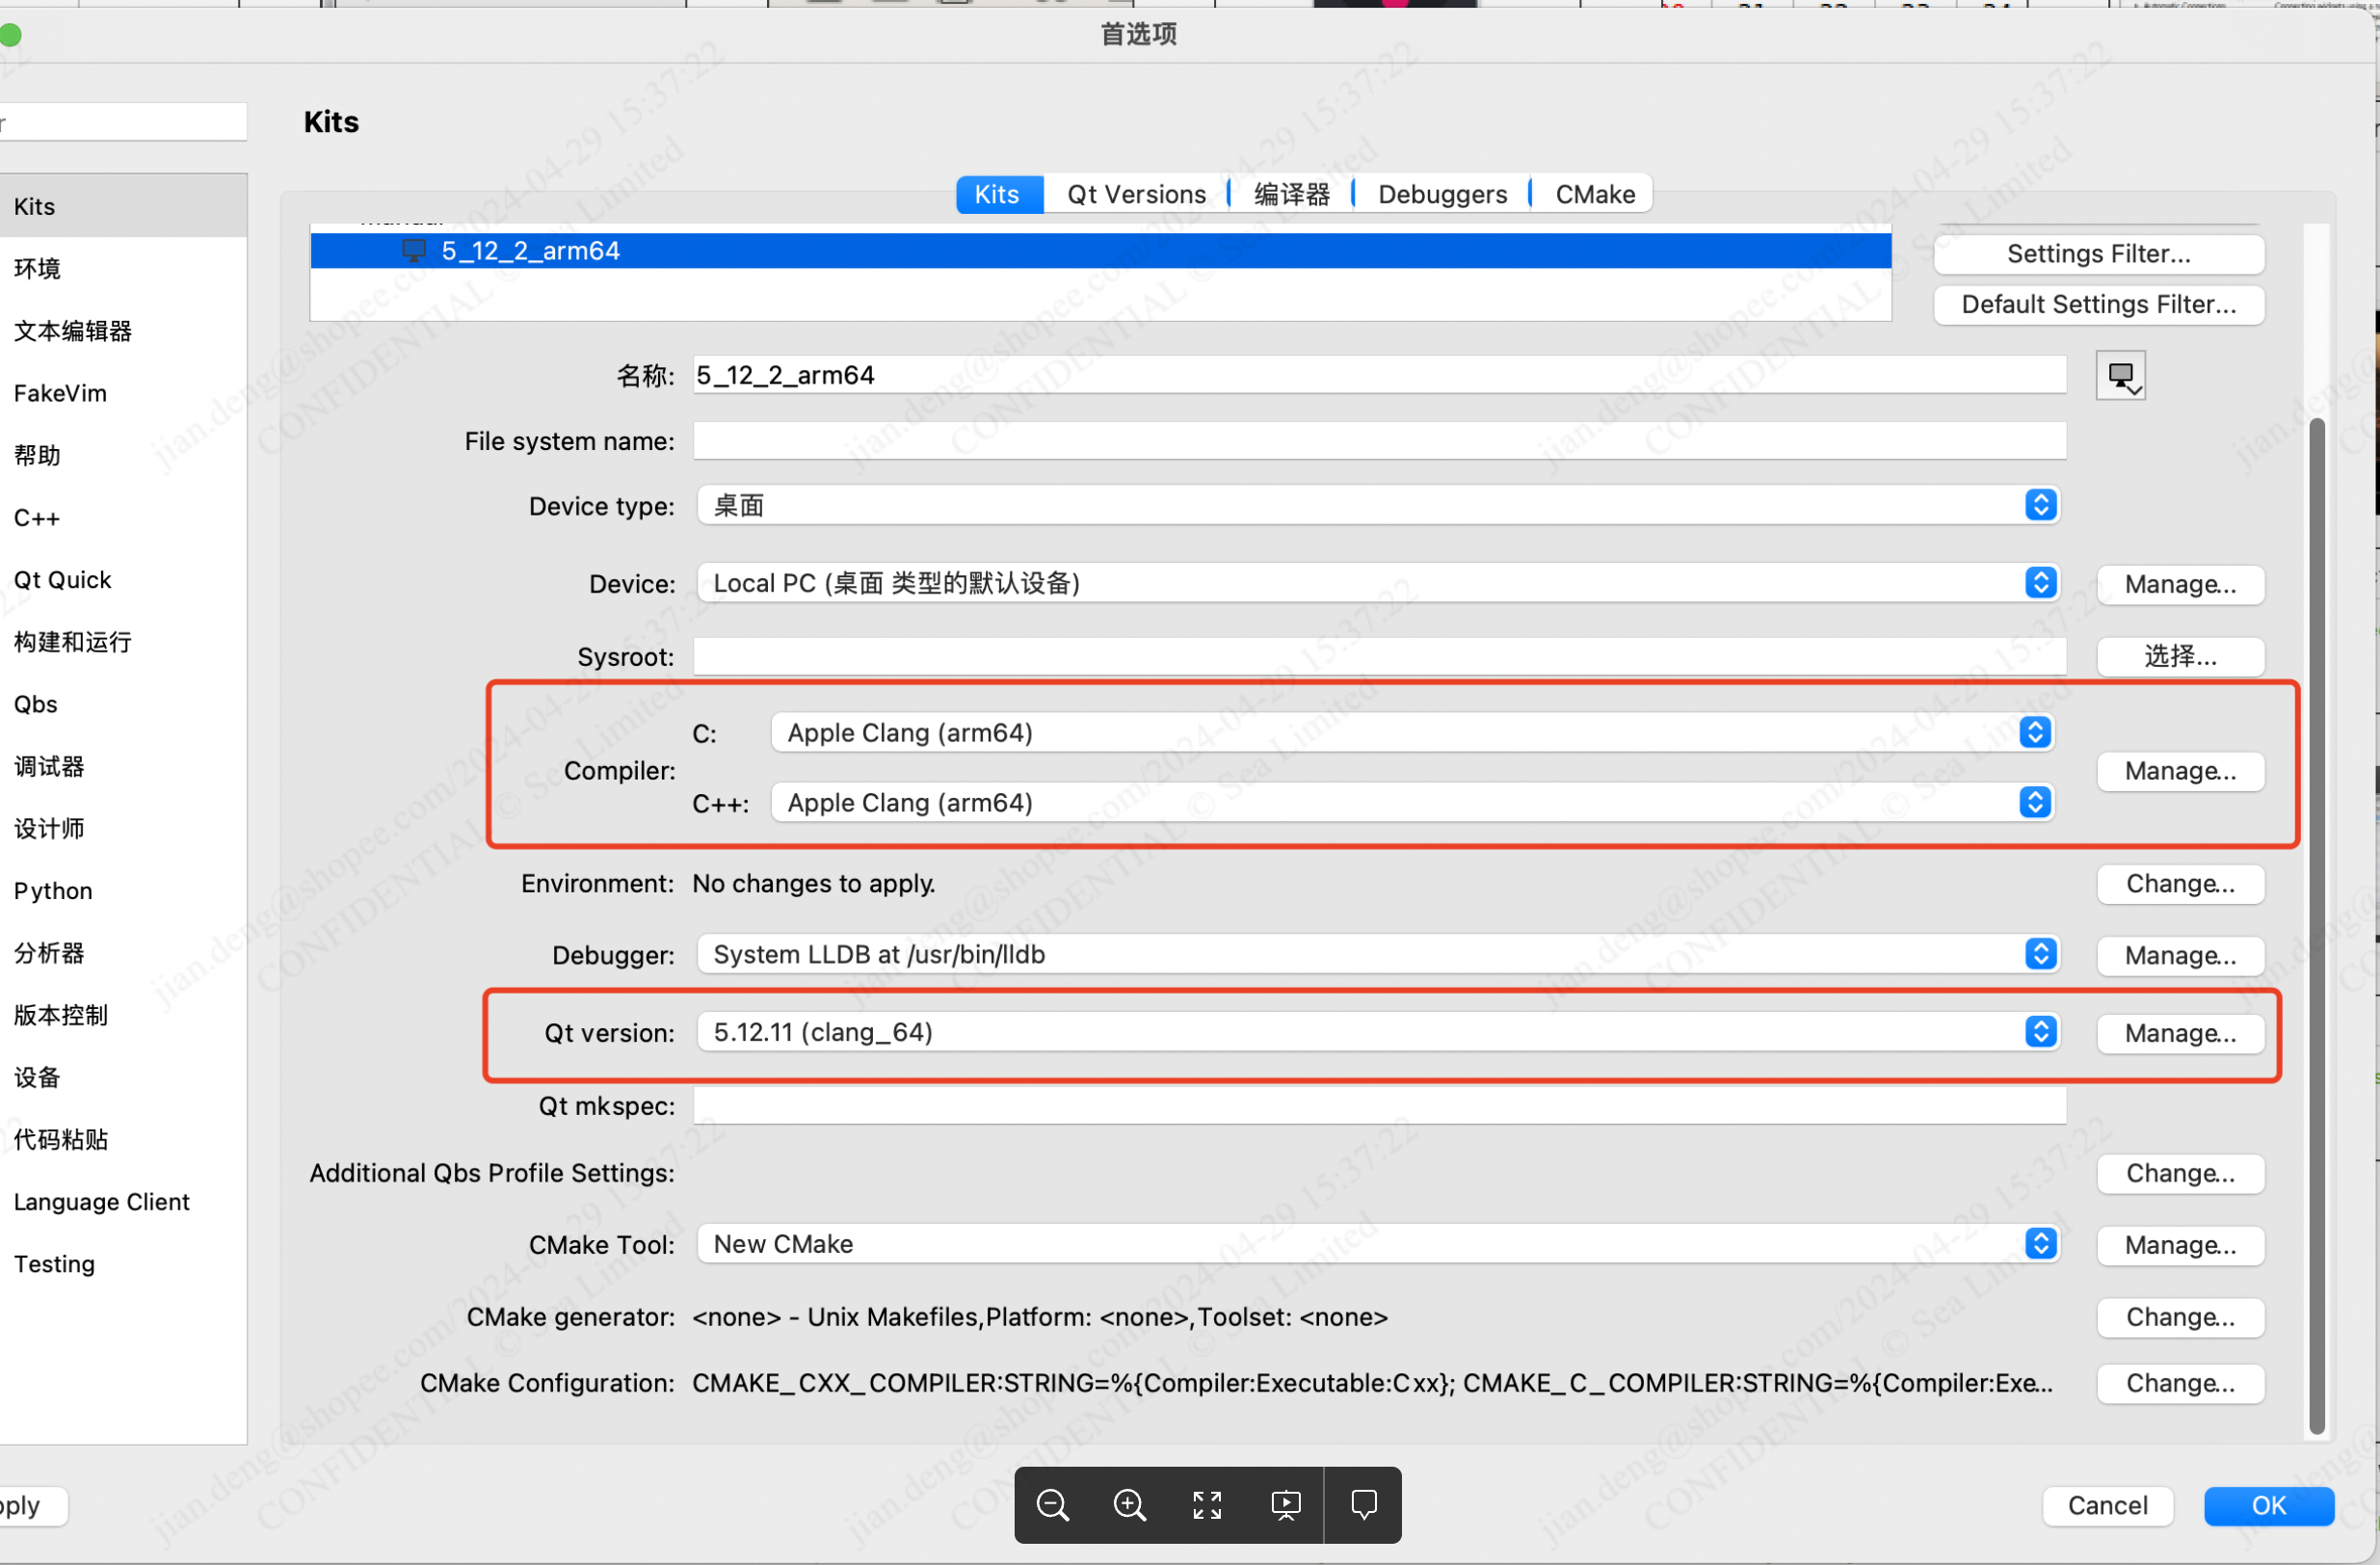 首选项
Kits
Kits
Qt Versions
编译器
Debuggers
CMake
Kits
环境
文本编辑器
FakeVim
帮助
C++
Qt Quick
构建和运行
Qbs
调试器
设计师
Python
分析器
版本控制
设备
代码粘贴
Language Client
Testing
5_12_2_arm64
Settings Filter...
Default Settings Filter...
名称: 5_12_2_arm64
File system name:
Device type: 桌面
Device: Local PC (桌面 类型的默认设备) Manage...
Sysroot: 选择...
C: Apple Clang (arm64)
Compiler: Manage...
C++: Apple Clang (arm64)
Environment: No changes to apply. Change...
Debugger: System LLDB at /usr/bin/lldb Manage...
Qt version: 5.12.11 (clang_64) Manage...
Qt mkspec:
Additional Qbs Profile Settings: Change...
CMake Tool: New CMake Manage...
CMake generator: <none> - Unix Makefiles,Platform: <none>,Toolset: <none> Change...
CMake Configuration: CMAKE_CXX_COMPILER:STRING=%{Compiler:Executable:Cxx}; CMAKE_C_COMPILER:STRING=%{Compiler:Exe... Change...
Cancel
OK
jian.deng@shopee.com/2024-04-29 15:37:22
CONFIDENTIAL © Sea Limited